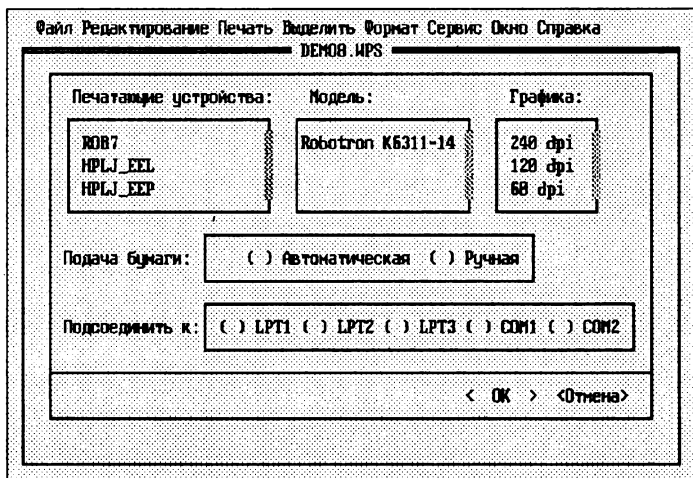 Файл Редактирование Печать Выделить Формат Сервис Окно Справка
DEMO8.WPS
Печатающие устройства: Модель: Графика:
ROB7 Robotron K6311-14 240 dpi
HPLJ_EEL 120 dpi
HPLJ_EEP 60 dpi
Подача бумаги: ( ) Автоматическая ( ) Ручная
Подсоединить к: ( ) LPT1 ( ) LPT2 ( ) LPT3 ( ) COM1 ( ) COM2
< OK > <Отмена>